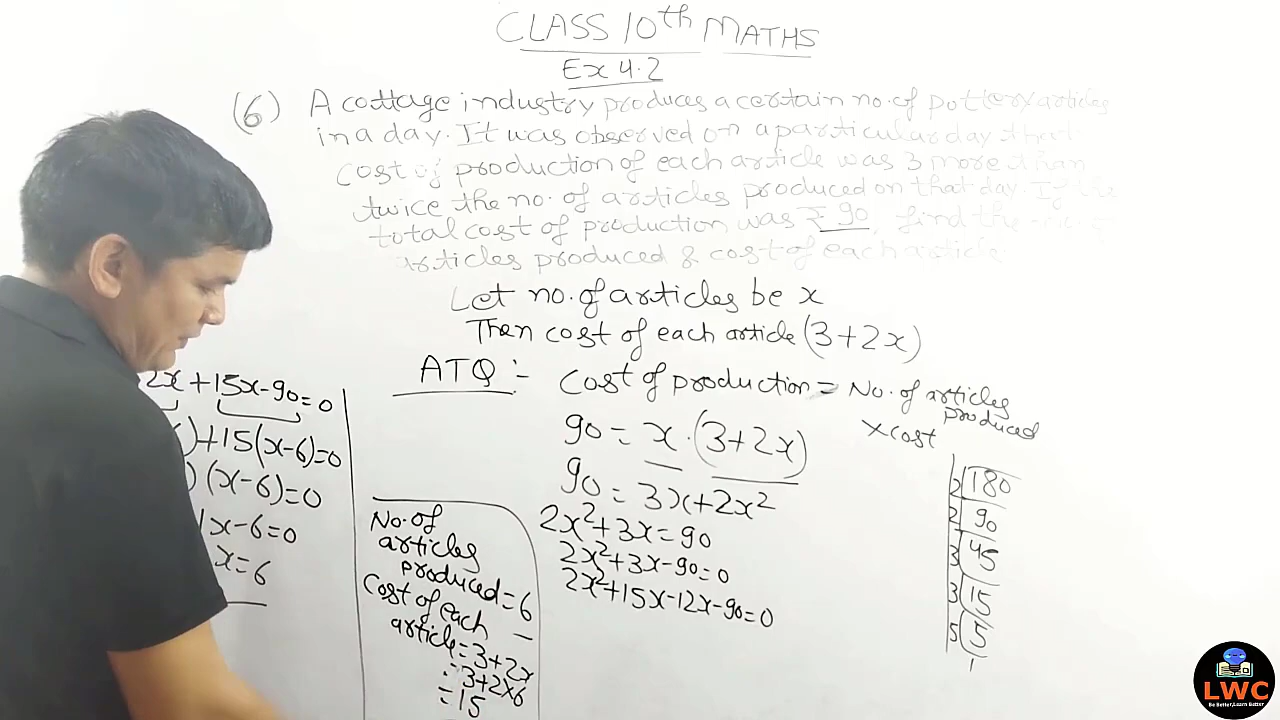 CLASS 10th MATHS
Ex 4.2
(6) A cottage industry produces a certain no. of pottery articles
in a day. It was observed on a particular day that
cost of production of each article was 3 more than
twice the no. of articles produced on that day. If the
total cost of production was ₹ 90, find the no. of
articles produced & cost of each article
Let no. of articles be x
Then cost of each article (3+2x)
ATQ :- Cost of production = No. of articles
produced
× cost
90 = x·(3+2x)
90 = 3x+2x²
2x²+3x=90
2x²+3x-90=0
2x²+15x-12x-90=0
2x+15x-90=0
)+15(x-6)=0
)(x-6)=0
x-6=0
x=6
No. of
articles
produced=6
Cost of each
article=3+2x
=3+2×6
=15
2 180
2 90
3 45
3 15
5 5
1
LWC
Be Better, Learn Better